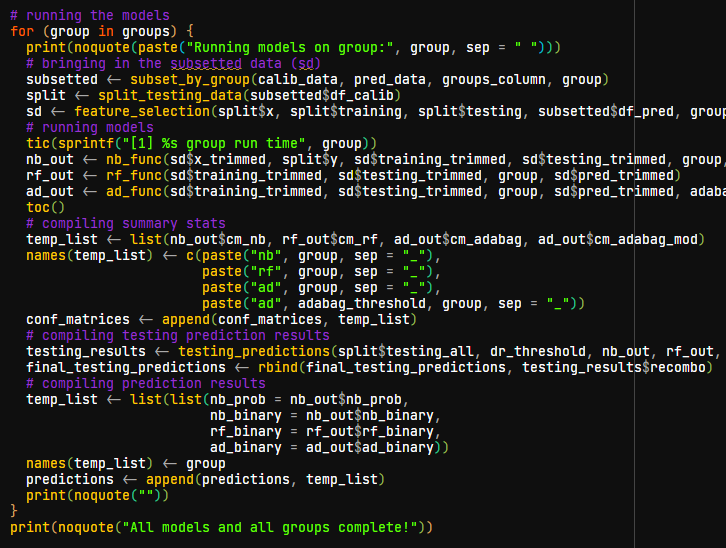 # running the models
for (group in groups) {
  print(noquote(paste("Running models on group:", group, sep = " ")))
  # bringing in the subsetted data (sd)
  subsetted <- subset_by_group(calib_data, pred_data, groups_column, group)
  split <- split_testing_data(subsetted$df_calib)
  sd <- feature_selection(split$x, split$training, split$testing, subsetted$df_pred, group
  # running models
  tic(sprintf("[1] %s group run time", group))
  nb_out <- nb_func(sd$x_trimmed, split$y, sd$training_trimmed, sd$testing_trimmed, group,
  rf_out <- rf_func(sd$training_trimmed, sd$testing_trimmed, group, sd$pred_trimmed)
  ad_out <- ad_func(sd$training_trimmed, sd$testing_trimmed, group, sd$pred_trimmed, adaba
  toc()
  # compiling summary stats
  temp_list <- list(nb_out$cm_nb, rf_out$cm_rf, ad_out$cm_adabag, ad_out$cm_adabag_mod)
  names(temp_list) <- c(paste("nb", group, sep = "_"),
                        paste("rf", group, sep = "_"),
                        paste("ad", group, sep = "_"),
                        paste("ad", adabag_threshold, group, sep = "_"))
  conf_matrices <- append(conf_matrices, temp_list)
  # compiling testing prediction results
  testing_results <- testing_predictions(split$testing_all, dr_threshold, nb_out, rf_out,
  final_testing_predictions <- rbind(final_testing_predictions, testing_results$recombo)
  # compiling prediction results
  temp_list <- list(list(nb_prob = nb_out$nb_prob,
                         nb_binary = nb_out$nb_binary,
                         rf_binary = rf_out$rf_binary,
                         ad_binary = ad_out$ad_binary))
  names(temp_list) <- group
  predictions <- append(predictions, temp_list)
  print(noquote(""))
}
print(noquote("All models and all groups complete!"))